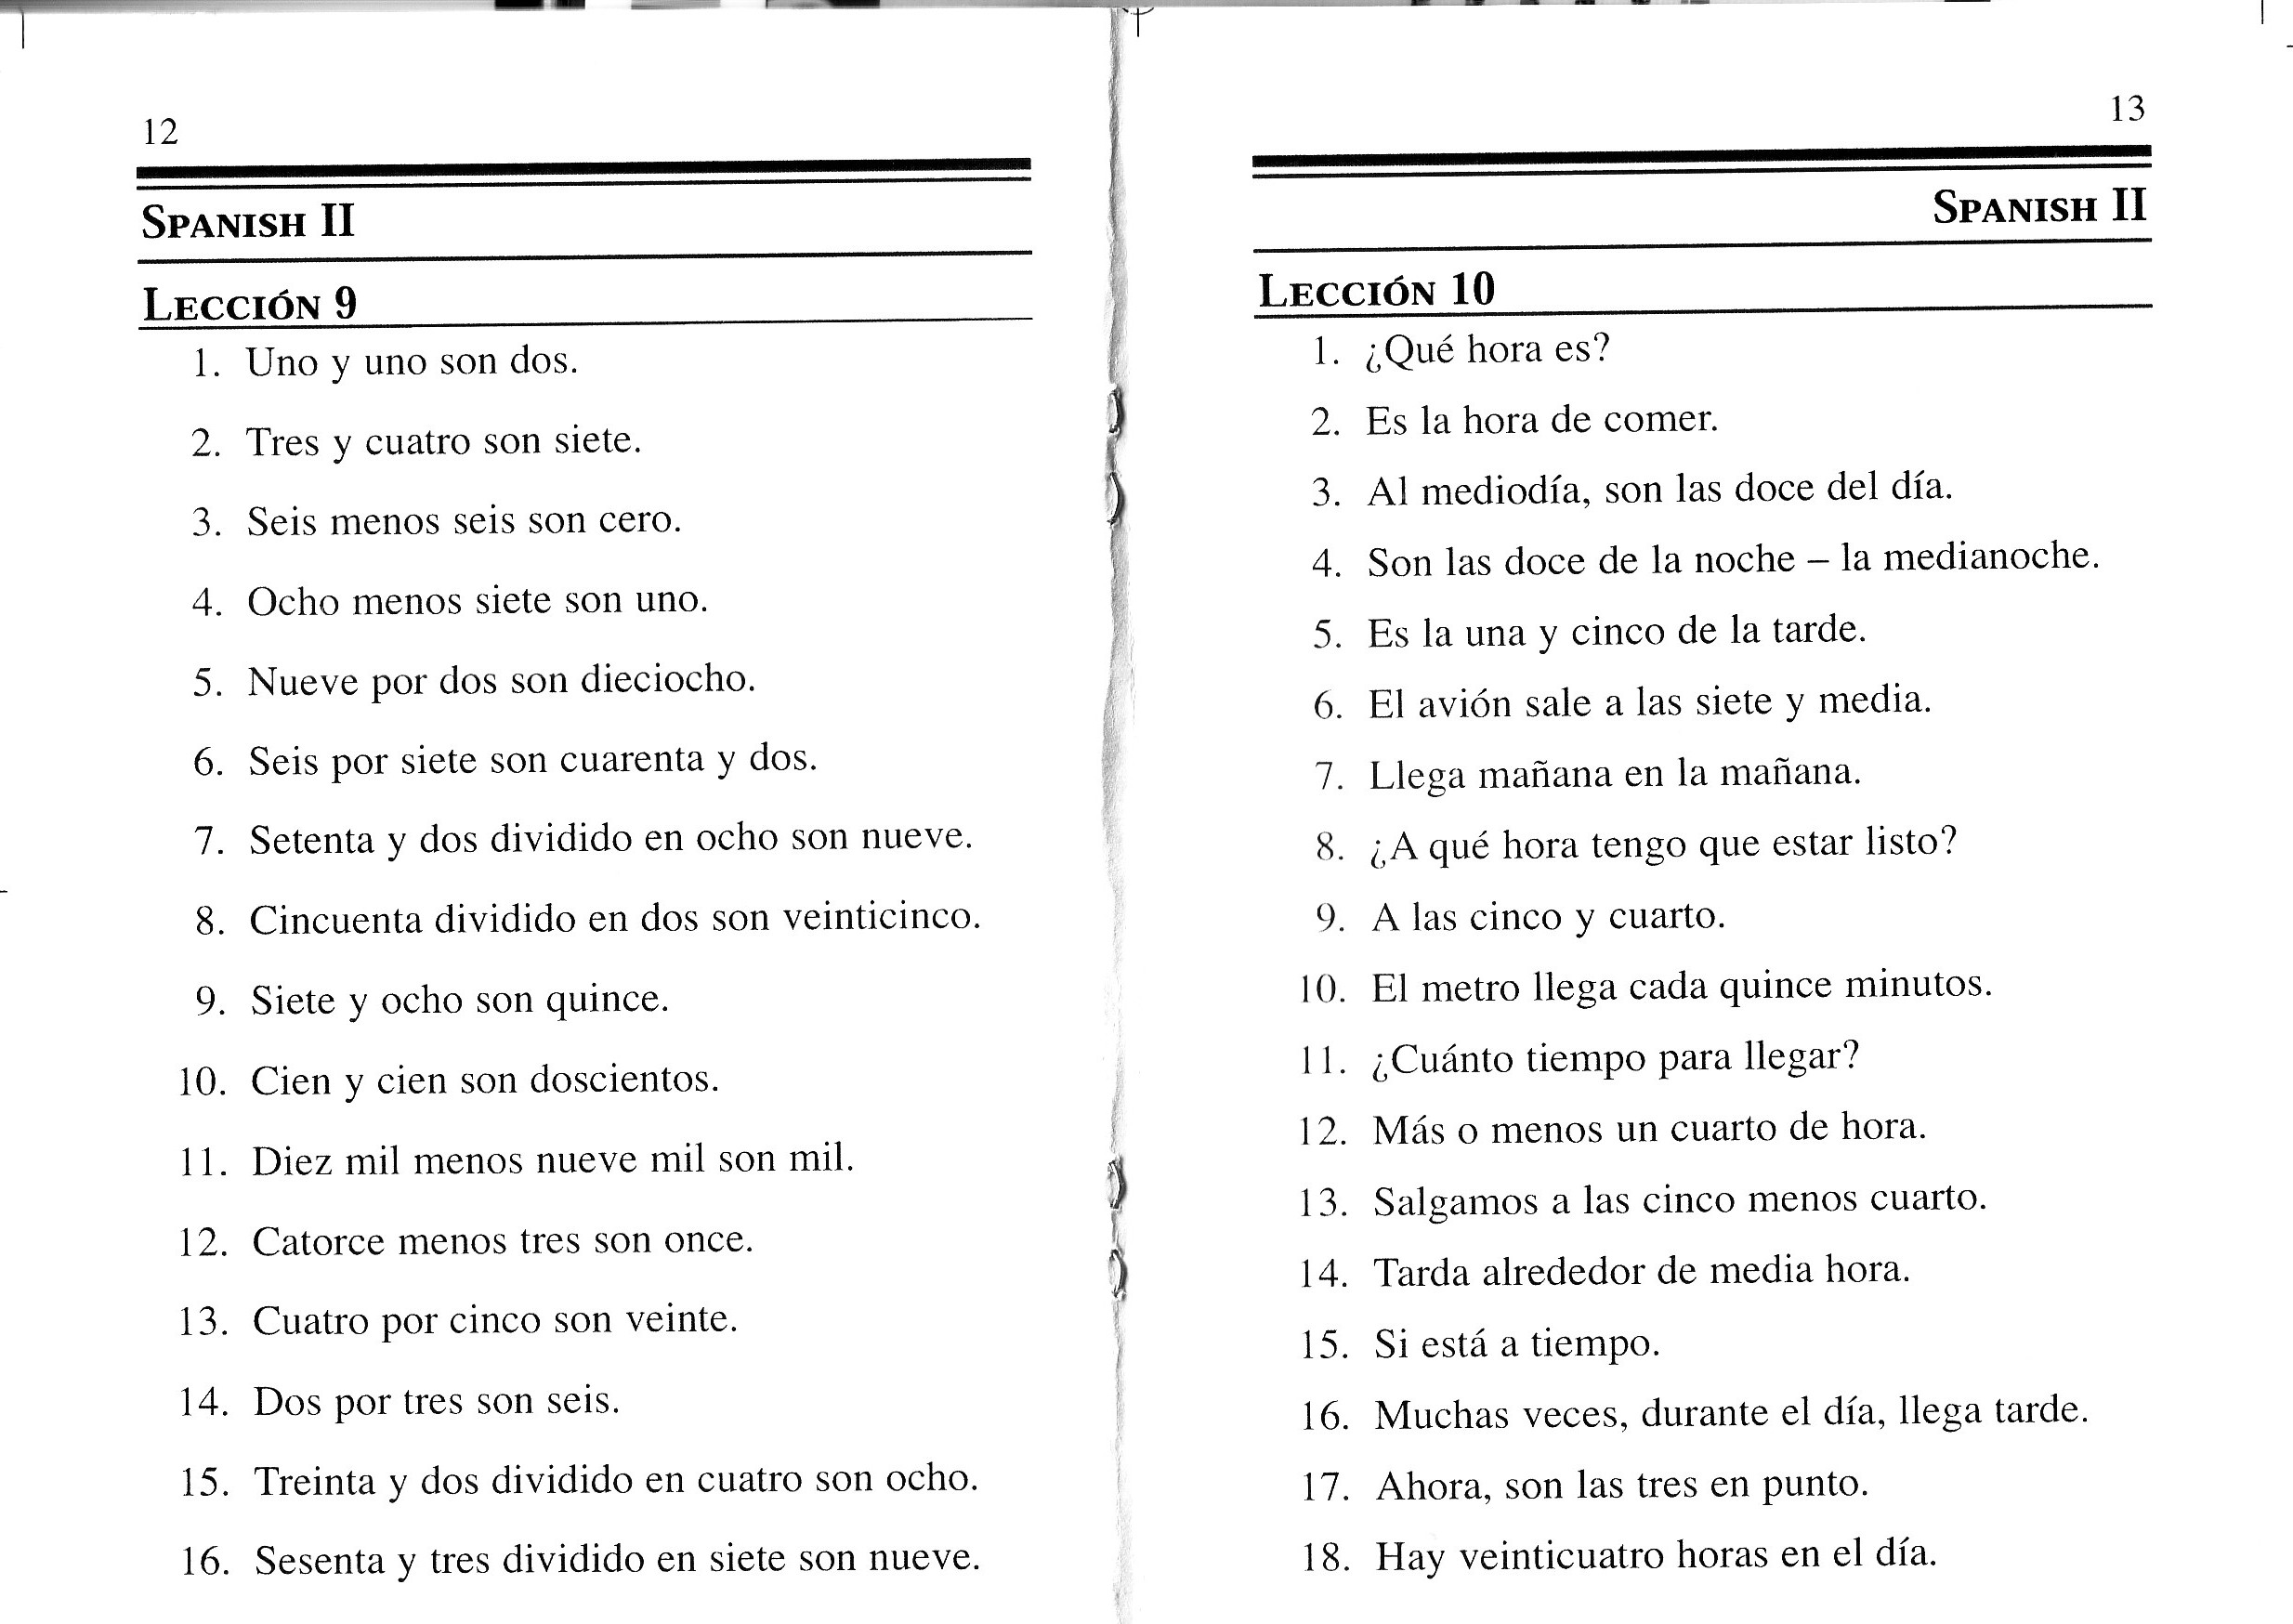 12
SPANISH II
LECCIÓN 9
1. Uno y uno son dos.
2. Tres y cuatro son siete.
3. Seis menos seis son cero.
4. Ocho menos siete son uno.
5. Nueve por dos son dieciocho.
6. Seis por siete son cuarenta y dos.
7. Setenta y dos dividido en ocho son nueve.
8. Cincuenta dividido en dos son veinticinco.
9. Siete y ocho son quince.
10. Cien y cien son doscientos.
11. Diez mil menos nueve mil son mil.
12. Catorce menos tres son once.
13. Cuatro por cinco son veinte.
14. Dos por tres son seis.
15. Treinta y dos dividido en cuatro son ocho.
16. Sesenta y tres dividido en siete son nueve.
13
SPANISH II
LECCIÓN 10
1. ¿Qué hora es?
2. Es la hora de comer.
3. Al mediodía, son las doce del día.
4. Son las doce de la noche – la medianoche.
5. Es la una y cinco de la tarde.
6. El avión sale a las siete y media.
7. Llega mañana en la mañana.
8. ¿A qué hora tengo que estar listo?
9. A las cinco y cuarto.
10. El metro llega cada quince minutos.
11. ¿Cuánto tiempo para llegar?
12. Más o menos un cuarto de hora.
13. Salgamos a las cinco menos cuarto.
14. Tarda alrededor de media hora.
15. Si está a tiempo.
16. Muchas veces, durante el día, llega tarde.
17. Ahora, son las tres en punto.
18. Hay veinticuatro horas en el día.